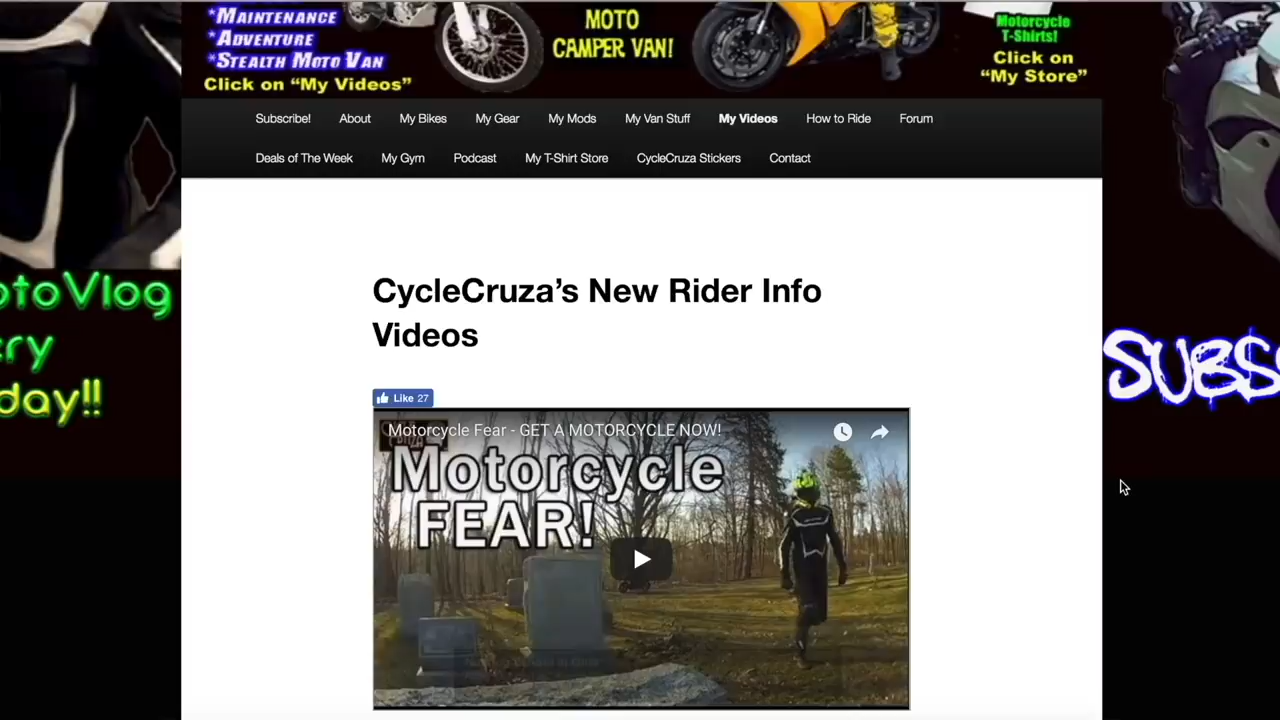 *Maintenance
*Adventure
*Stealth Moto Van
Click on “My Videos”
MOTO
CAMPER VAN!
Motorcycle
T-Shirts!
Click on
“My Store”
Subscribe! About My Bikes My Gear My Mods My Van Stuff My Videos How to Ride Forum
Deals of The Week My Gym Podcast My T-Shirt Store CycleCruza Stickers Contact
otoVlog
ery
day!!
SUBS
CycleCruza’s New Rider Info
Videos
Like 27
Motorcycle Fear - GET A MOTORCYCLE NOW!
Motorcycle
FEAR!